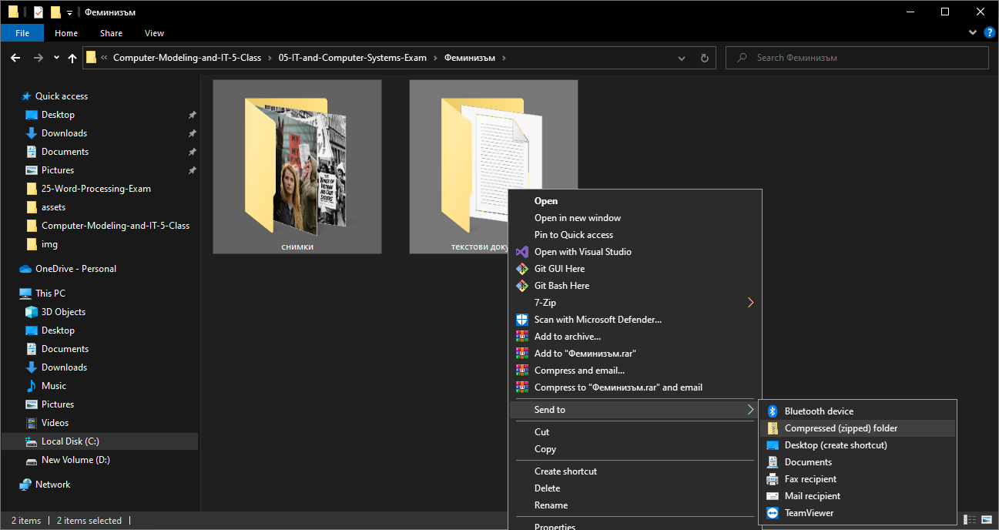 Феминизъм
File Home Share View
Computer-Modeling-and-IT-5-Class › 05-IT-and-Computer-Systems-Exam › Феминизъм ›
Search Феминизъм
Quick access
Desktop
Downloads
Documents
Pictures
25-Word-Processing-Exam
assets
Computer-Modeling-and-IT-5-Class
img
OneDrive - Personal
This PC
3D Objects
Desktop
Documents
Downloads
Music
Pictures
Videos
Local Disk (C:)
New Volume (D:)
Network
снимки
текстови доку
Open
Open in new window
Pin to Quick access
Open with Visual Studio
Git GUI Here
Git Bash Here
7-Zip
Scan with Microsoft Defender...
Add to archive...
Add to "Феминизъм.rar"
Compress and email...
Compress to "Феминизъм.rar" and email
Send to
Cut
Copy
Create shortcut
Delete
Rename
Properties
Bluetooth device
Compressed (zipped) folder
Desktop (create shortcut)
Documents
Fax recipient
Mail recipient
TeamViewer
2 items 2 items selected